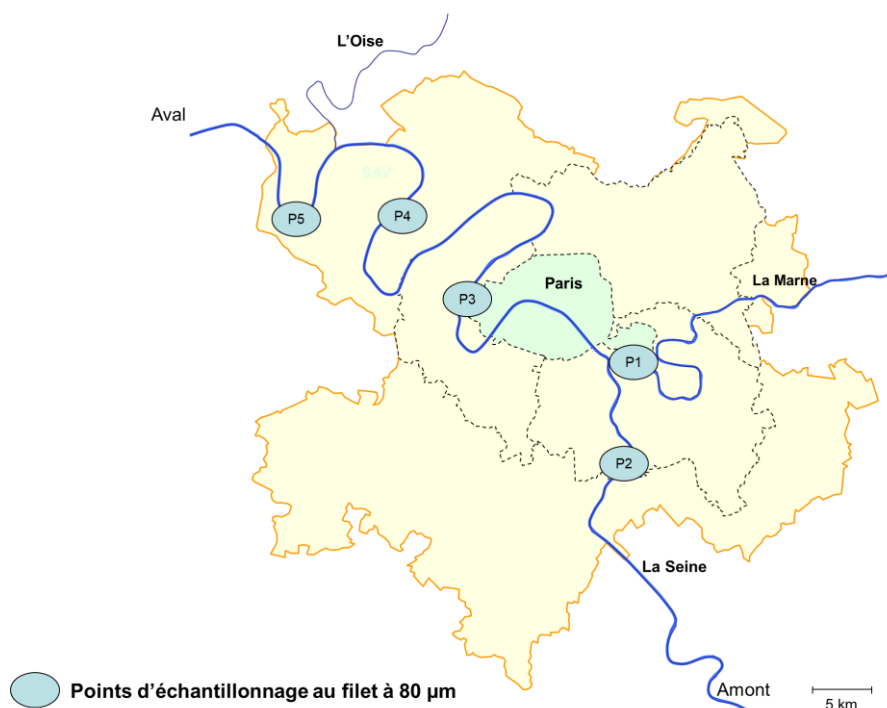 L'Oise
Aval
SAV
P5
P4
La Marne
Paris
P3
P1
P2
La Seine
Points d'échantillonnage au filet à 80 µm
Amont
5 km